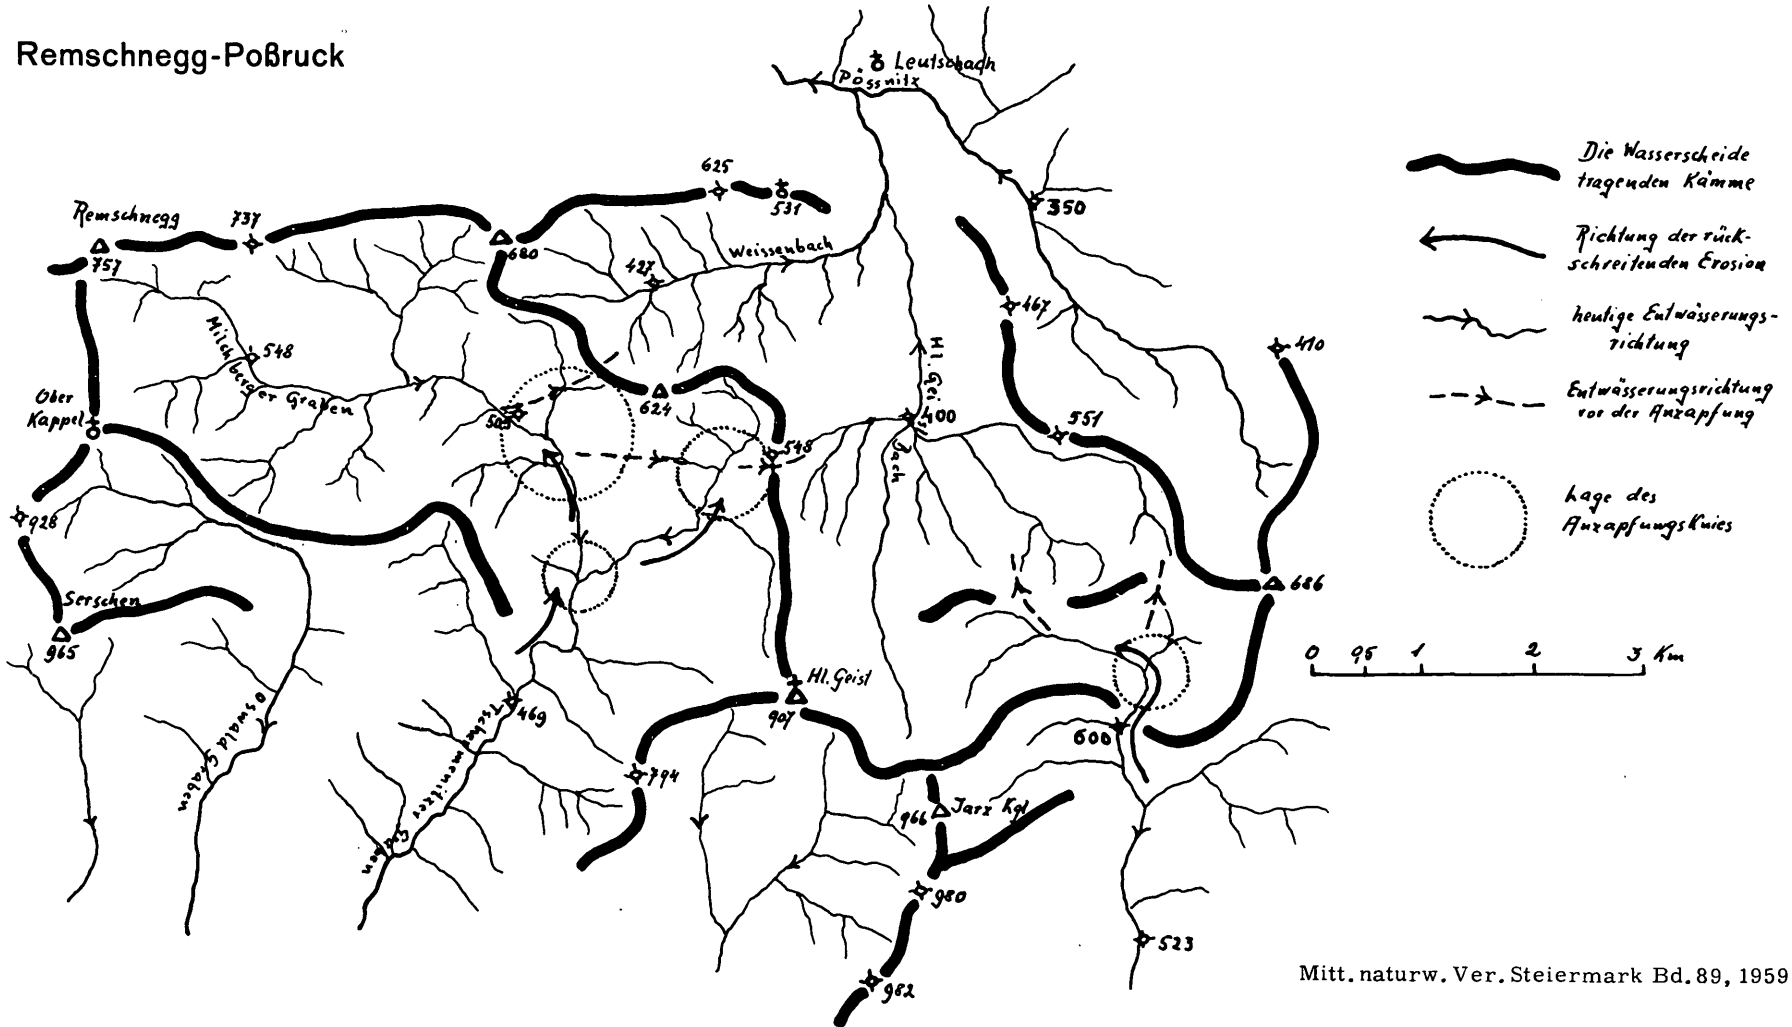 Remschnegg-Poßruck
Leutschach
Pössnitz
625
531
350
Remschnegg
737
757
680
Weissenbach
427
467
410
Milchberger Graben
548
Hl. Geist Bach
Ober
Kappel
624
505
400
551
548
928
686
Serschen
965
Hl. Geist
907
469
600
Oswald Graben
Tschermenitzer Graben
794
966 Jarz Kgl
980
523
982
Die Wasserscheide
tragenden Kämme
Richtung der rück-
schreitenden Erosion
heutige Entwässerungs-
richtung
Entwässerungsrichtung
vor der Anzapfung
Lage des
Anzapfungsknies
0 0,5 1 2 3 Km
Mitt. naturw. Ver. Steiermark Bd. 89, 1959